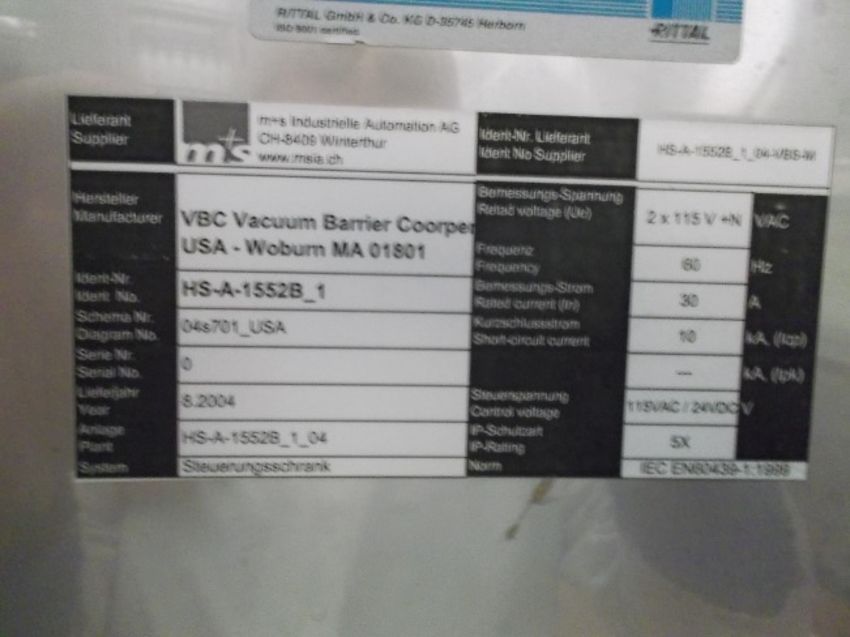 RITTAL GmbH & Co. KG D-35745 Herborn
ISO 9001 certified
RITTAL
Lieferant
Supplier
m+s
m+s Industrielle Automation AG
CH-8409 Winterthur
www.msia.ch
Ident-Nr. Lieferant
Ident No Supplier
HS-A-1552B_1_04-VBS-W
Hersteller
Manufacturer
VBC Vacuum Barrier Coorper
USA - Woburn MA 01801
Bemessungs-Spannung
Rated voltage (Ue)
2 x 115 V +N VAC
Frequenz
Frequency
60 Hz
Ident-Nr.
Ident. No.
HS-A-1552B_1
Bemessungs-Strom
Rated current (In)
30 A
Schema Nr.
Diagram No.
04s701_USA
Kurzschlussstrom
Short-circuit current
10 kA, (Icp)
Serie Nr.
Serial No.
0
--- kA, (Ipk)
Lieferjahr
Year
8.2004
Steuerspannung
Control voltage
115VAC / 24VDC V
Anlage
Plant
HS-A-1552B_1_04
IP-Schutzart
IP-Rating
5X
System
Steuerungsschrank
Norm
IEC EN60439-1:1999